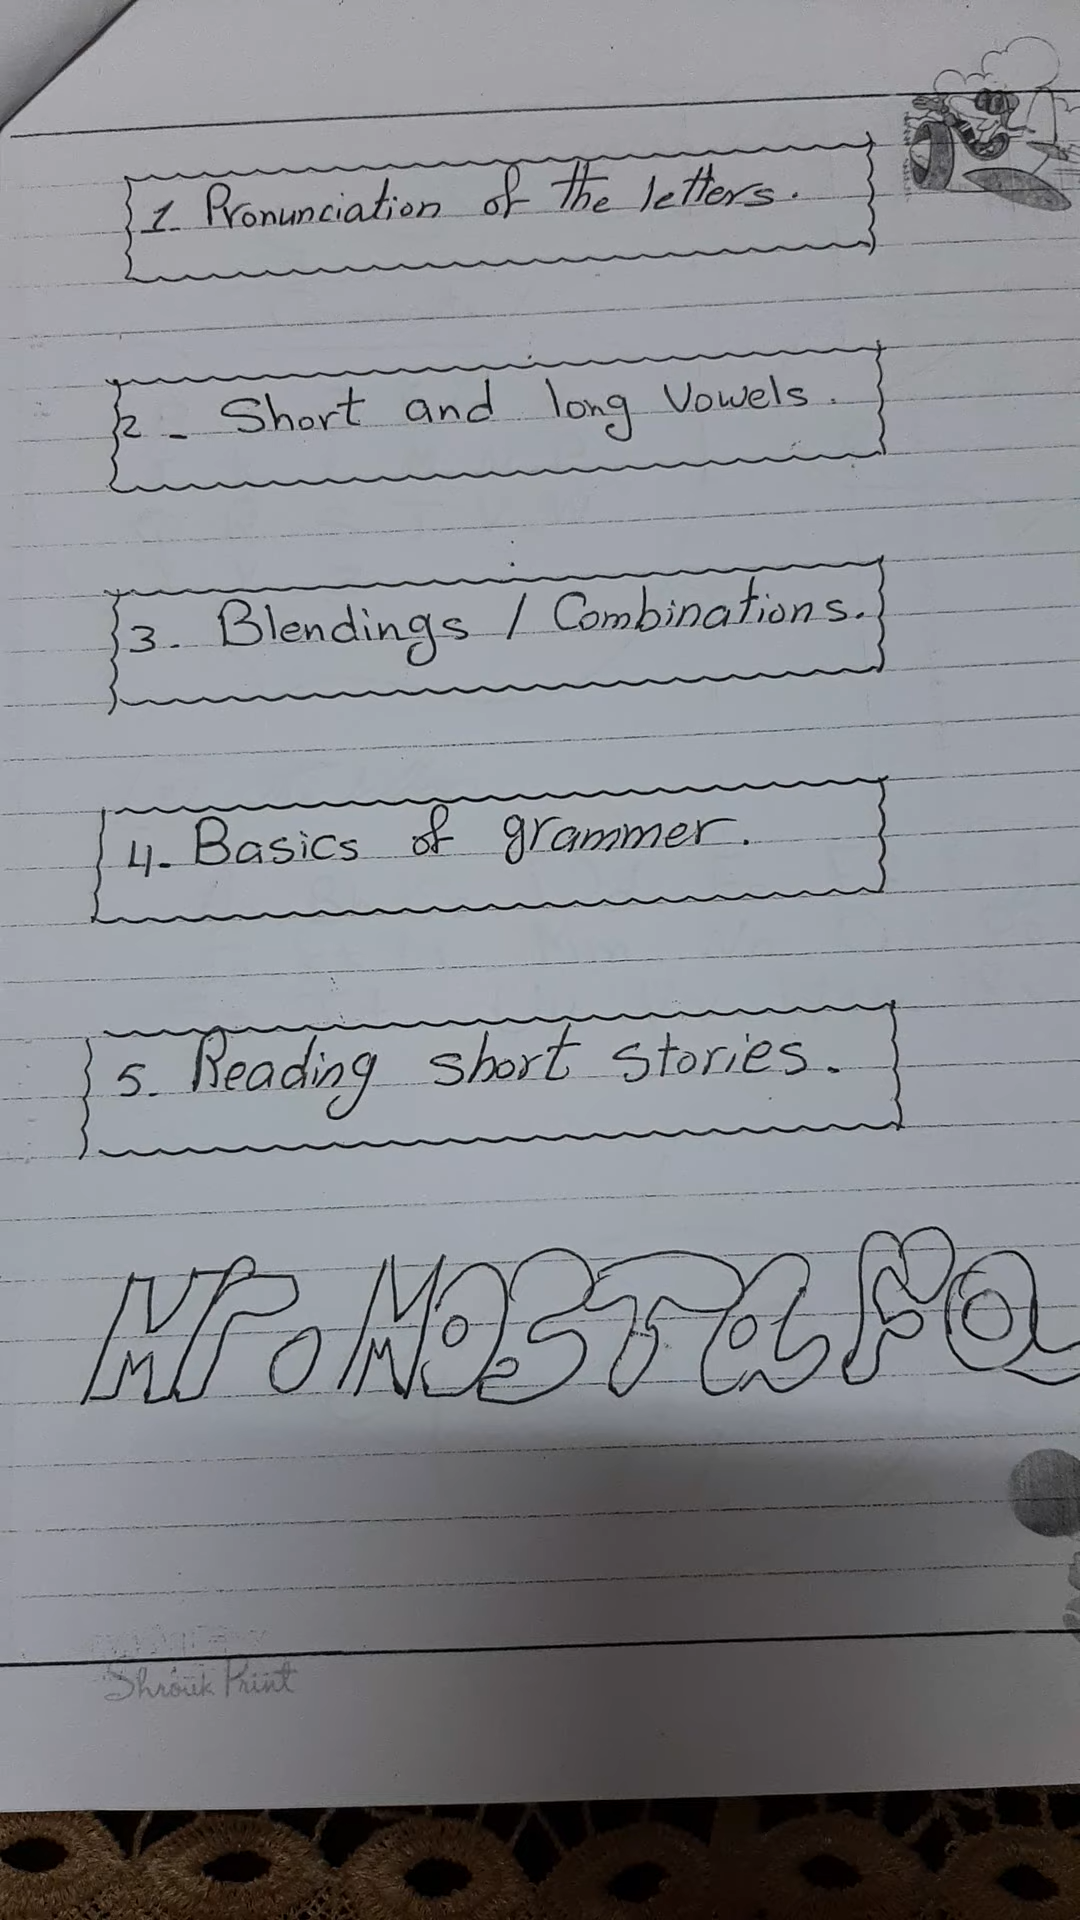 1. Pronunciation of the letters.
2 - Short and long Vowels.
3. Blendings / Combinations.
4. Basics of grammer.
5. Reading short stories.
Mr. Mostafa
Shrouk Print